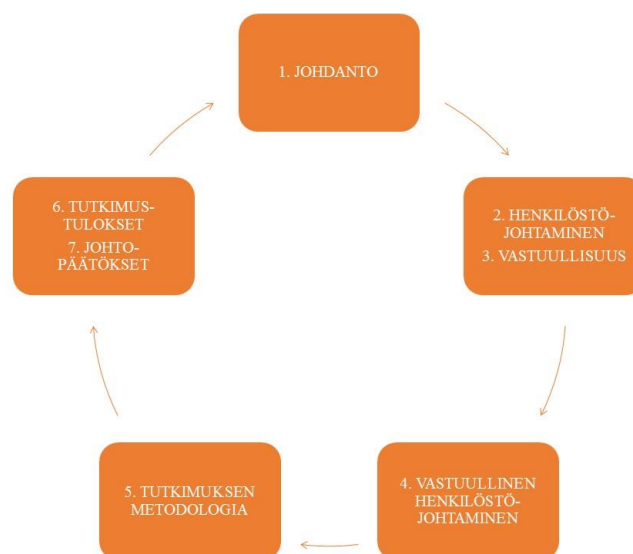 1. JOHDANTO
2. HENKILÖSTÖ-
JOHTAMINEN
3. VASTUULLISUUS
4. VASTUULLINEN
HENKILÖSTÖ-
JOHTAMINEN
5. TUTKIMUKSEN
METODOLOGIA
6. TUTKIMUS-
TULOKSET
7. JOHTO-
PÄÄTÖKSET